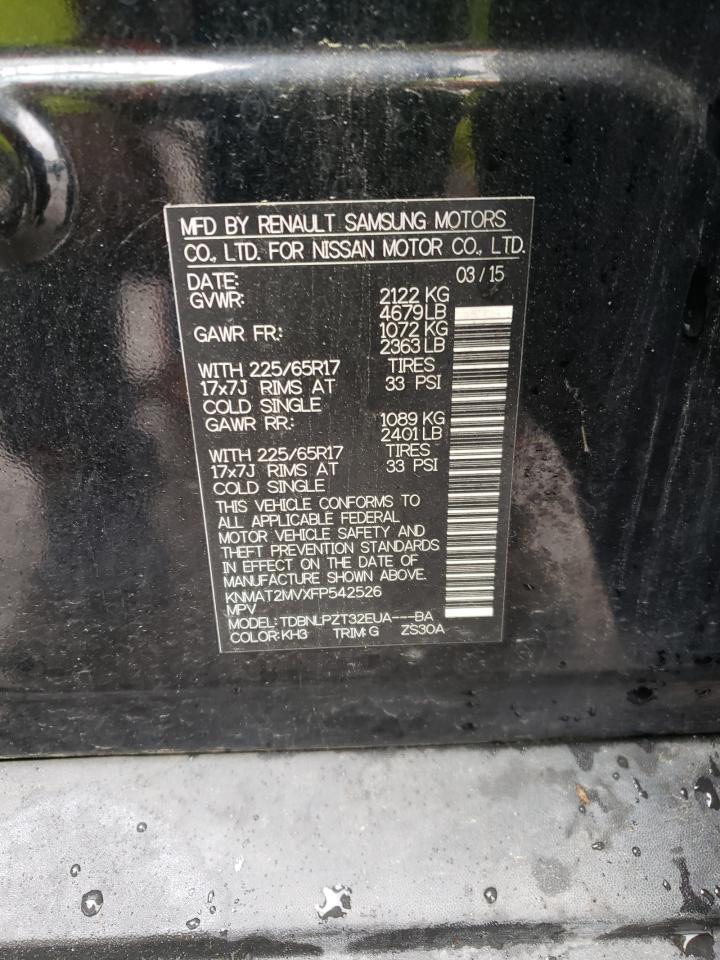 MFD BY RENAULT SAMSUNG MOTORS
CO., LTD. FOR NISSAN MOTOR CO., LTD.
DATE: 03/15
GVWR: 2122 KG
4679LB
GAWR FR.: 1072 KG
2363 LB
WITH 225/65R17 TIRES
17x7J RIMS AT 33 PSI
COLD SINGLE
GAWR RR.: 1089 KG
2401 LB
WITH 225/65R17 TIRES
17x7J RIMS AT 33 PSI
COLD SINGLE
THIS VEHICLE CONFORMS TO
ALL APPLICABLE FEDERAL
MOTOR VEHICLE SAFETY AND
THEFT PREVENTION STANDARDS
IN EFFECT ON THE DATE OF
MANUFACTURE SHOWN ABOVE.
KNMAT2MVXFP542526
MPV
MODEL: TDBNLPZT32EUA---BA
COLOR: KH3 TRIM: G ZS30A